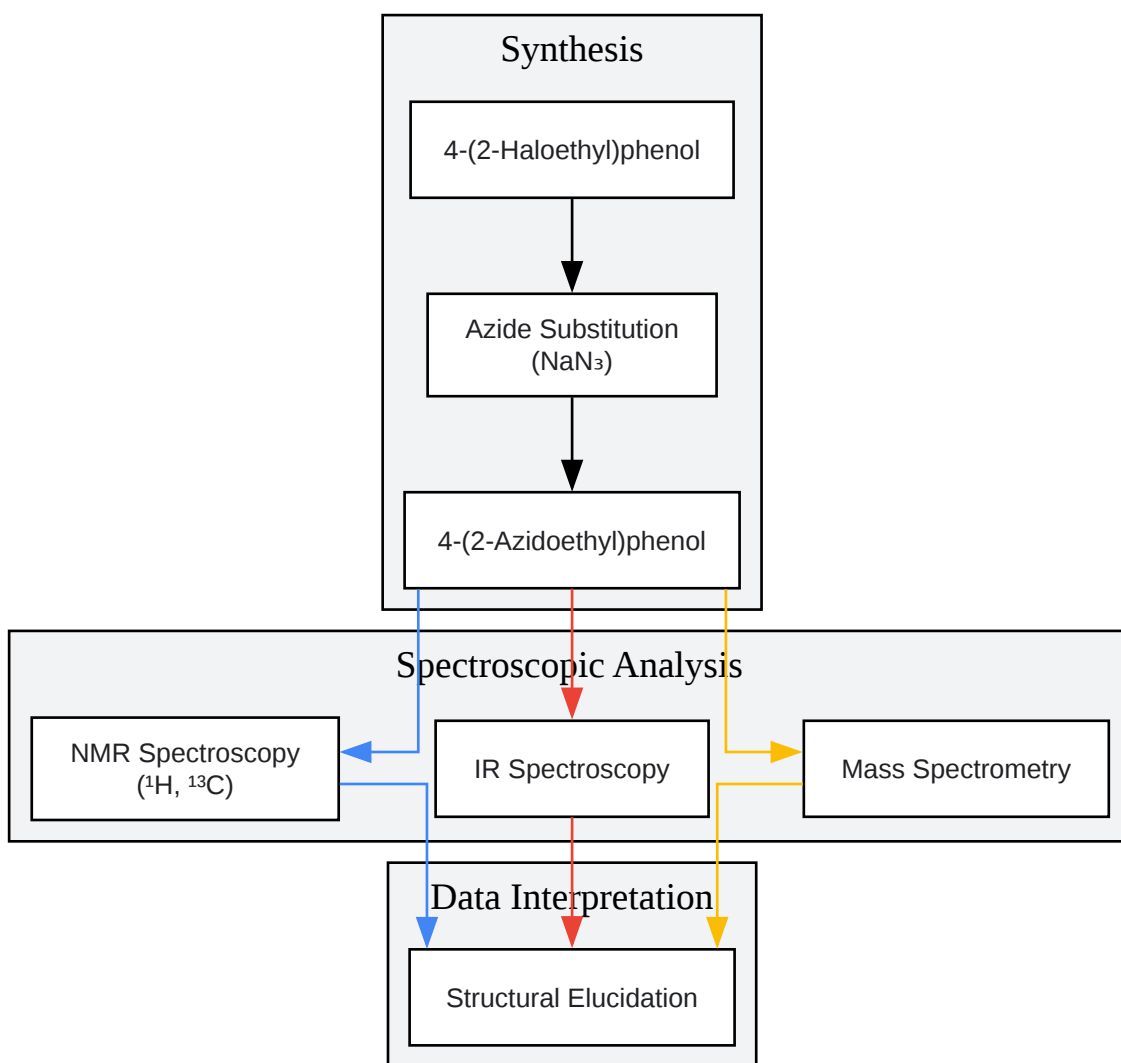 Synthesis
4-(2-Haloethyl)phenol
Azide Substitution
(NaN₃)
4-(2-Azidoethyl)phenol
Spectroscopic Analysis
NMR Spectroscopy
(¹H, ¹³C)
IR Spectroscopy
Mass Spectrometry
Data Interpretation
Structural Elucidation